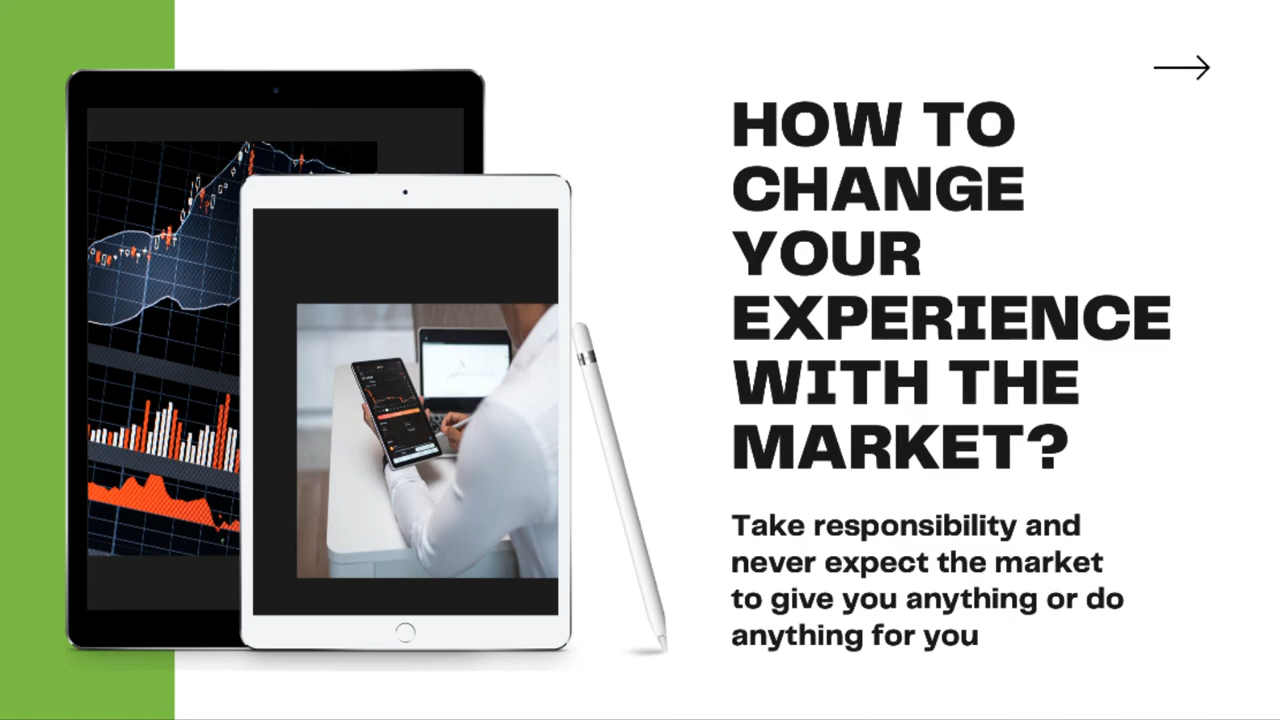 HOW TO
CHANGE
YOUR
EXPERIENCE
WITH THE
MARKET?
Take responsibility and
never expect the market
to give you anything or do
anything for you